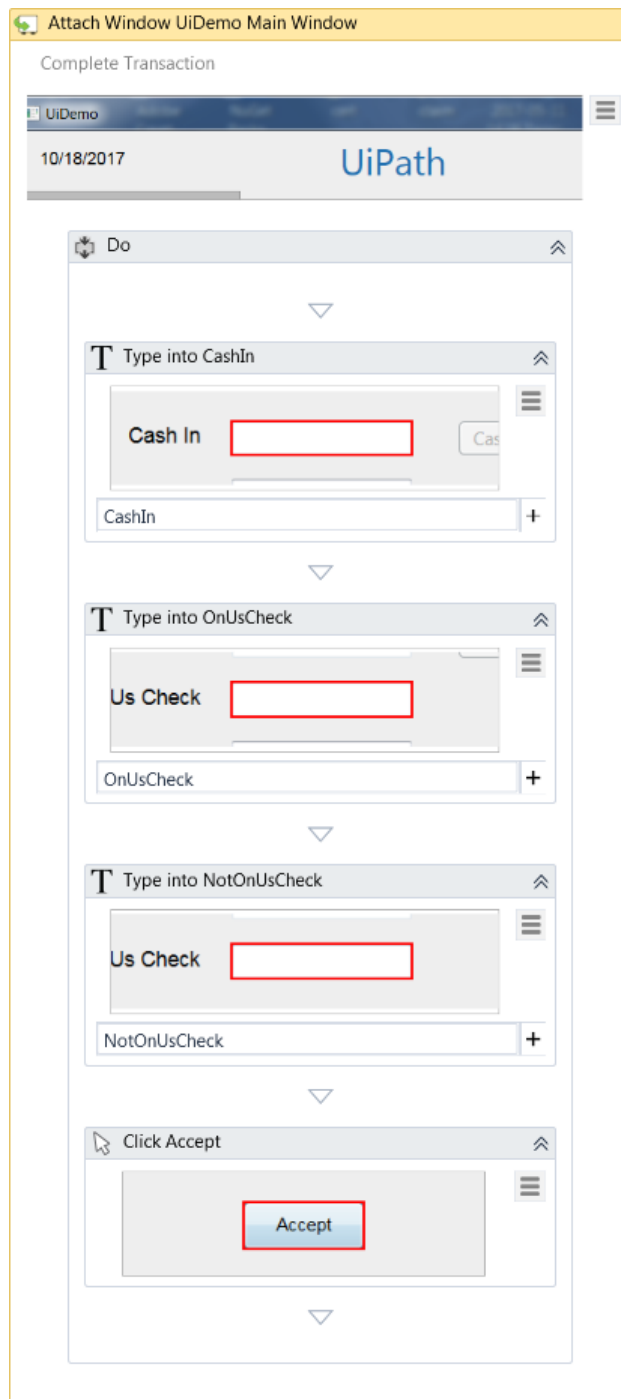 Attach Window UiDemo Main Window
Complete Transaction
UiDemo
10/18/2017
UiPath
Do
T Type into CashIn
Cash In
Cas
CashIn
+
T Type into OnUsCheck
Us Check
OnUsCheck
+
T Type into NotOnUsCheck
Us Check
NotOnUsCheck
+
Click Accept
Accept